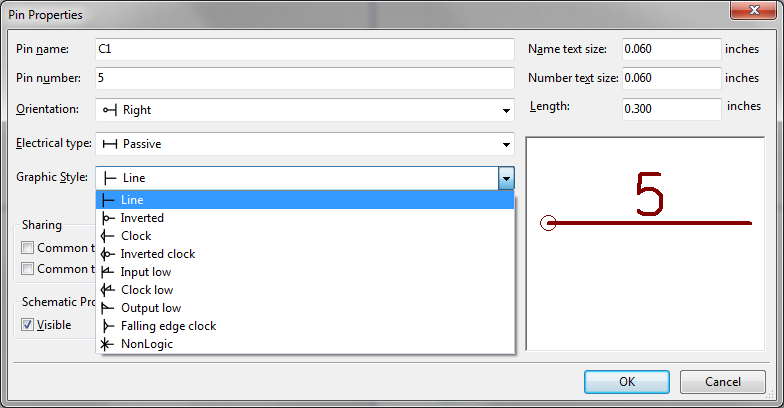 Pin Properties
Pin name: C1 Name text size: 0.060 inches
Pin number: 5 Number text size: 0.060 inches
Orientation: Right Length: 0.300 inches
Electrical type: Passive
Graphic Style: Line
Line
Inverted
Clock
Inverted clock
Input low
Clock low
Output low
Falling edge clock
NonLogic
Sharing
Common t
Common t
Schematic Pro
Visible
5
OK Cancel